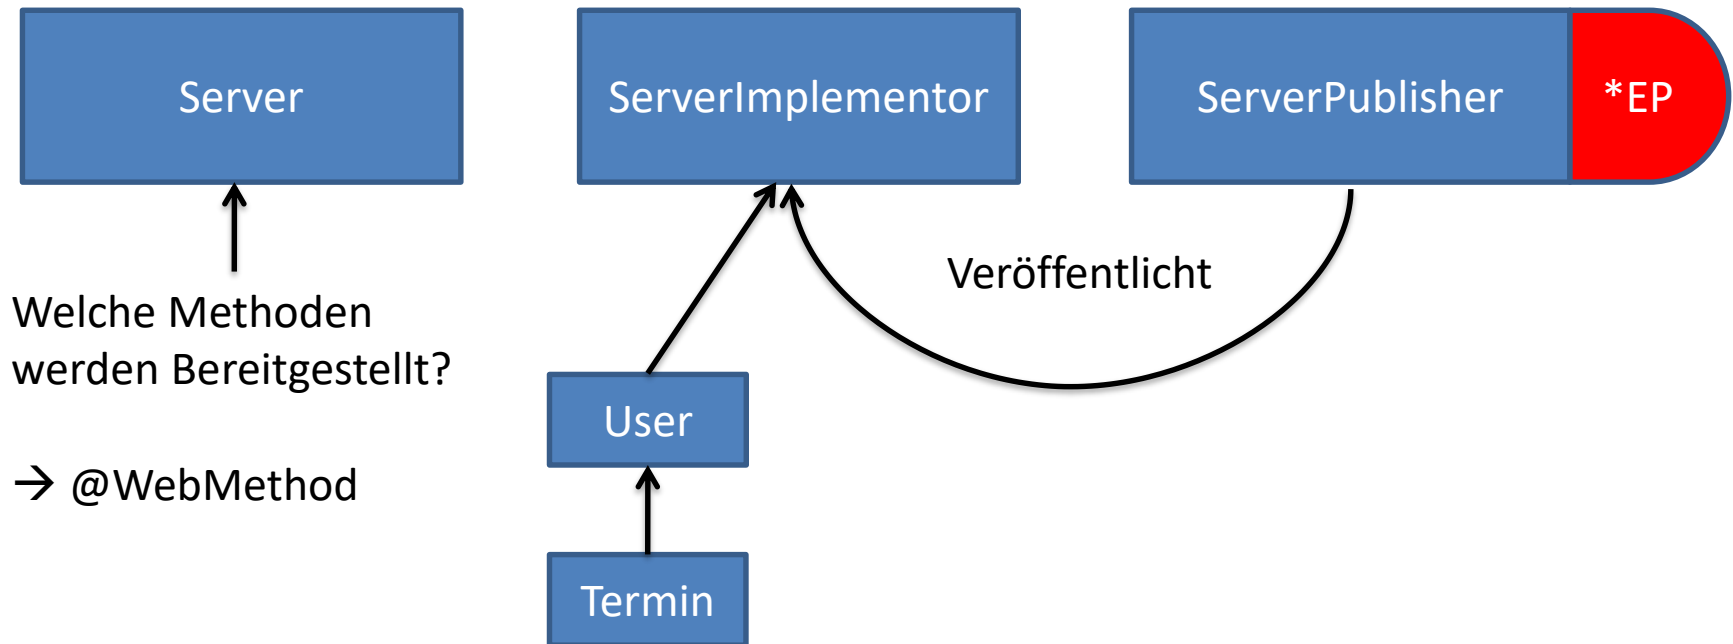 Server
ServerImplementor
ServerPublisher
*EP
Veröffentlicht
Welche Methoden
werden Bereitgestellt?
User
→ @WebMethod
Termin